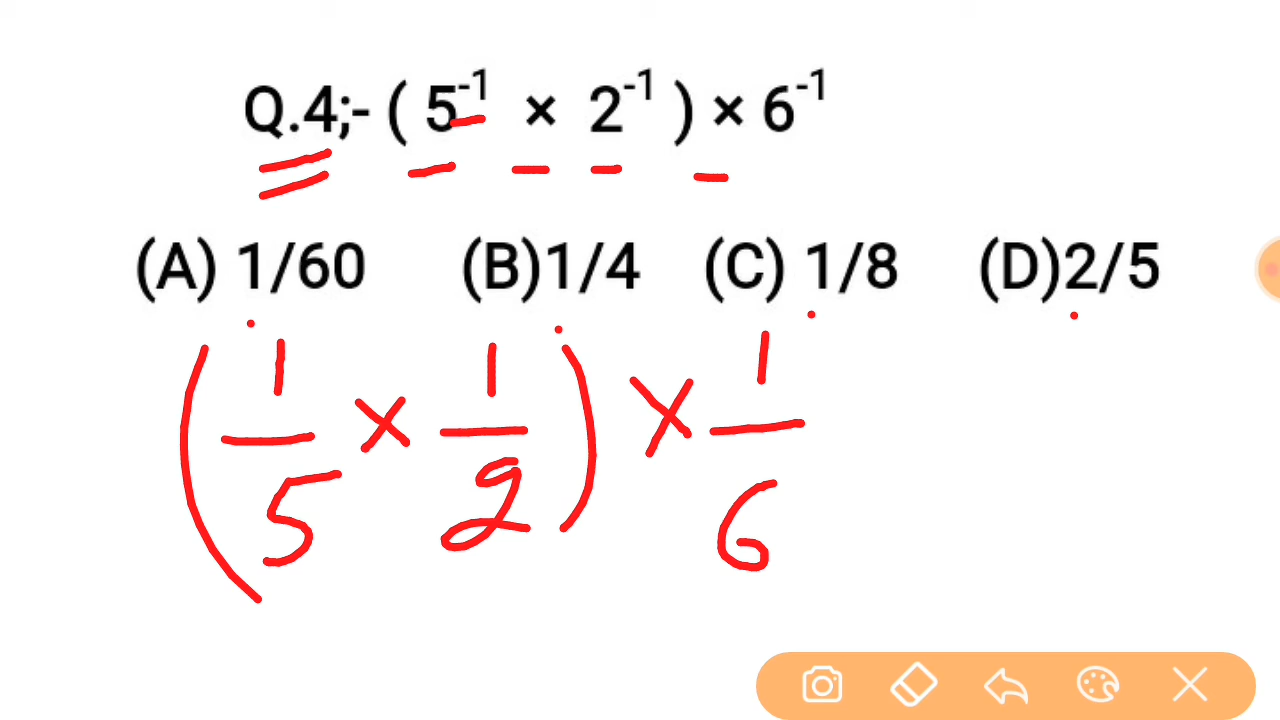 Q.4;- ( 5⁻¹ × 2⁻¹ ) × 6⁻¹
(A) 1/60 (B)1/4 (C) 1/8 (D)2/5
(1/5 × 1/2) × 1/6